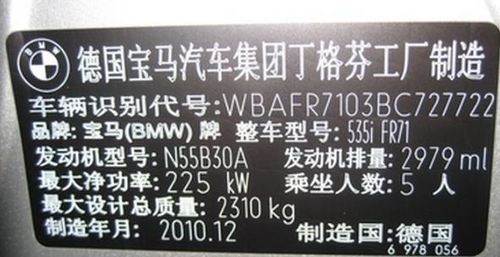 BMW
德国宝马汽车集团丁格芬工厂制造
车辆识别代号:WBAFR7103BC727722
品牌:宝马(BMW)牌 整车型号:535i FR71
发动机型号:N55B30A 发动机排量:2979ml
最大净功率:225 kW 乘坐人数:5 人
最大设计总质量:2310kg
制造年月:2010.12 制造国:德国
6 978 056